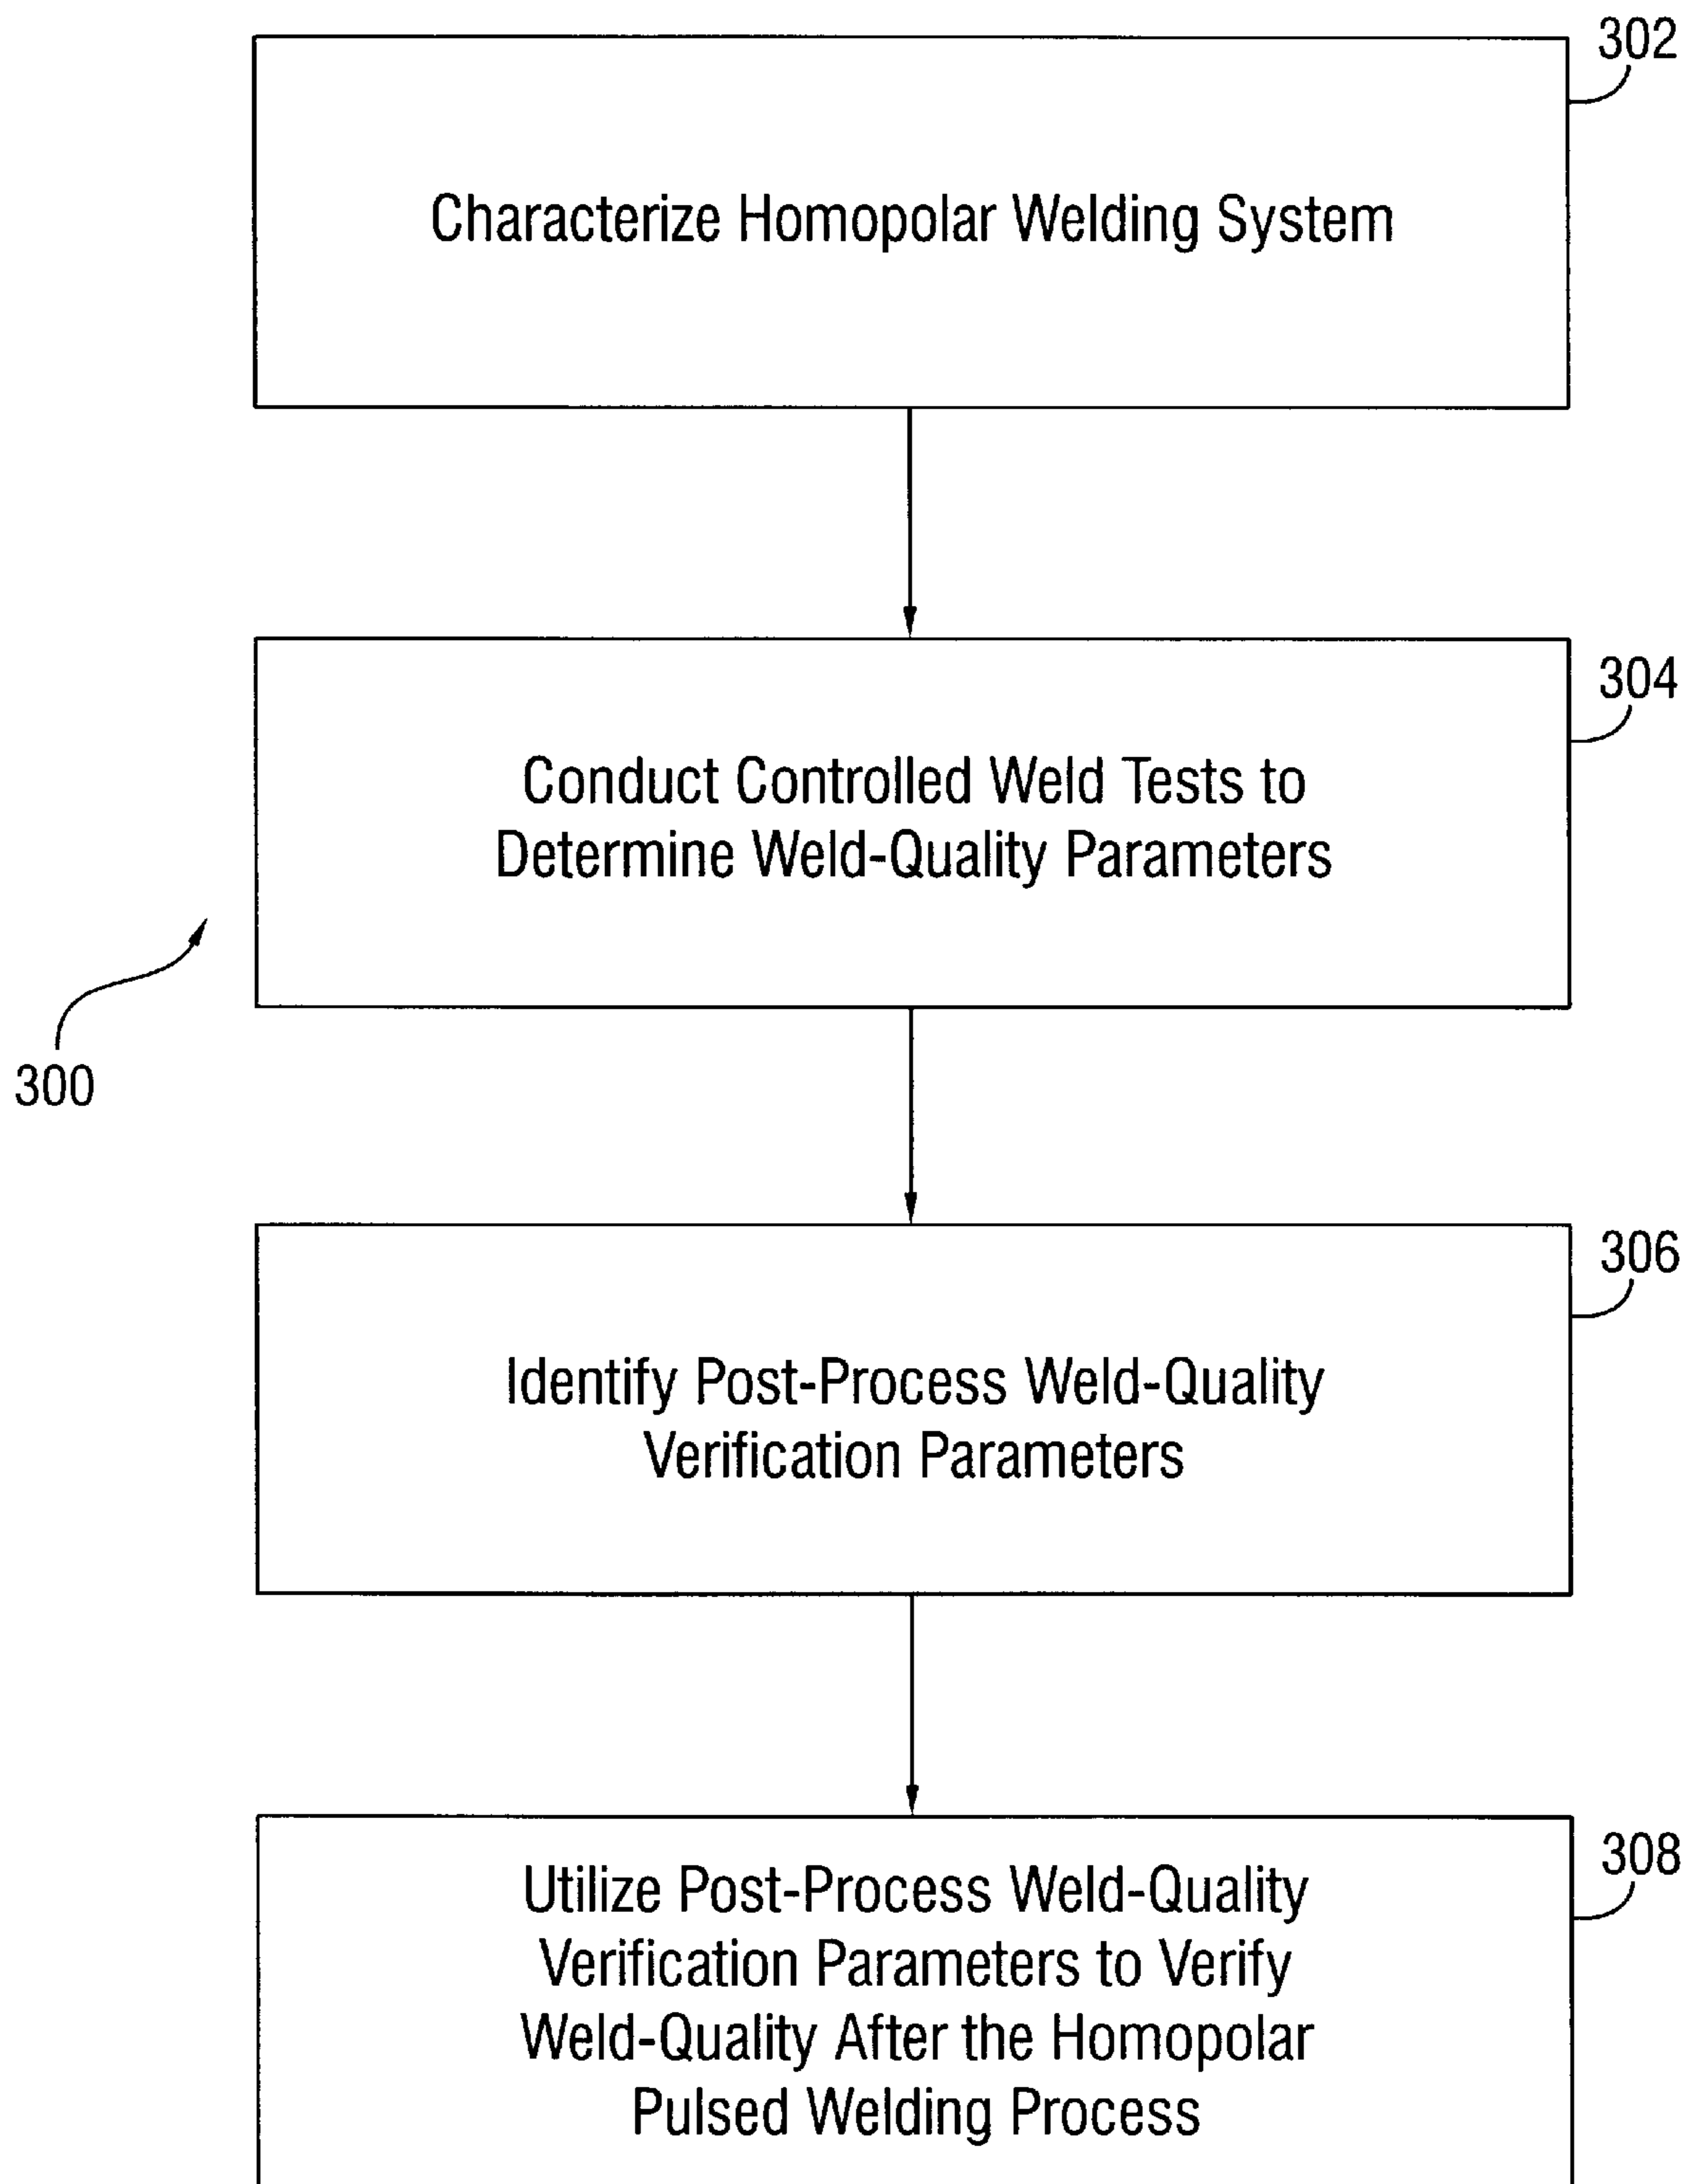 302
Characterize Homopolar Welding System
304
Conduct Controlled Weld Tests to
Determine Weld-Quality Parameters
300
306
Identify Post-Process Weld-Quality
Verification Parameters
308
Utilize Post-Process Weld-Quality
Verification Parameters to Verify
Weld-Quality After the Homopolar
Pulsed Welding Process